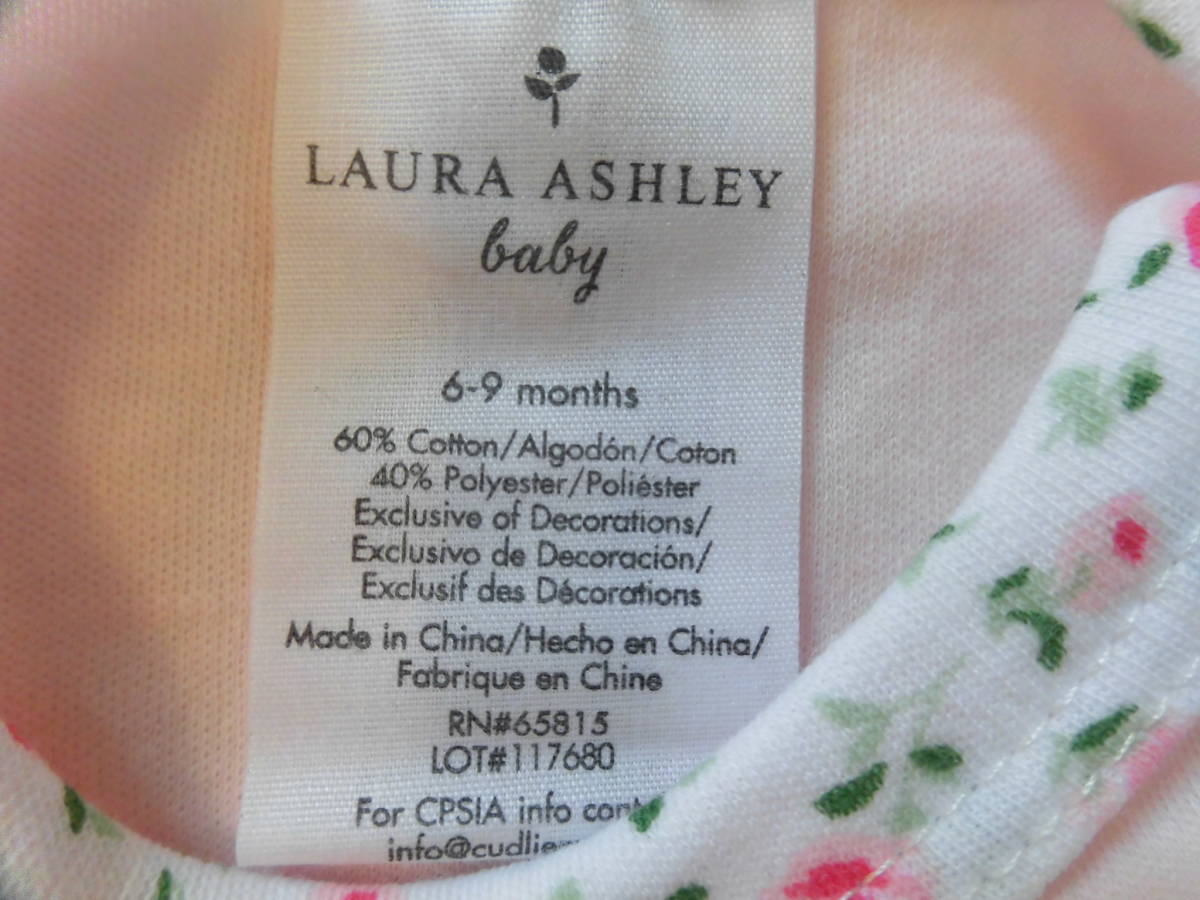 LAURA ASHLEY
baby
6-9 months
60% Cotton/Algodón/Coton
40% Polyester/Poliéster
Exclusive of Decorations/
Exclusivo de Decoración/
Exclusif des Décorations
Made in China/Hecho en China/
Fabrique en Chine
RN#65815
LOT#117680
For CPSIA info